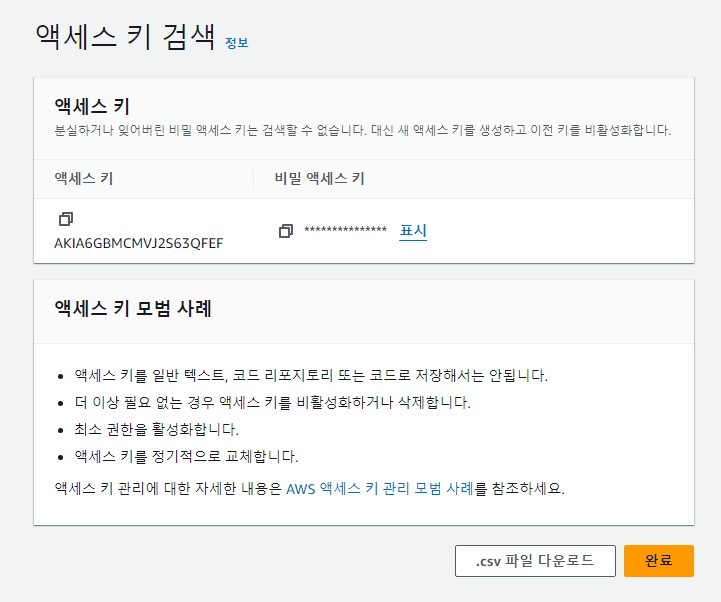 액세스 키 검색 정보
액세스 키
분실하거나 잊어버린 비밀 액세스 키는 검색할 수 없습니다. 대신 새 액세스 키를 생성하고 이전 키를 비활성화합니다.
액세스 키 비밀 액세스 키
AKIA6GBMCMVJ2S63QFEF *************** 표시
액세스 키 모범 사례
• 액세스 키를 일반 텍스트, 코드 리포지토리 또는 코드로 저장해서는 안됩니다.
• 더 이상 필요 없는 경우 액세스 키를 비활성화하거나 삭제합니다.
• 최소 권한을 활성화합니다.
• 액세스 키를 정기적으로 교체합니다.
액세스 키 관리에 대한 자세한 내용은 AWS 액세스 키 관리 모범 사례를 참조하세요.
.csv 파일 다운로드 완료